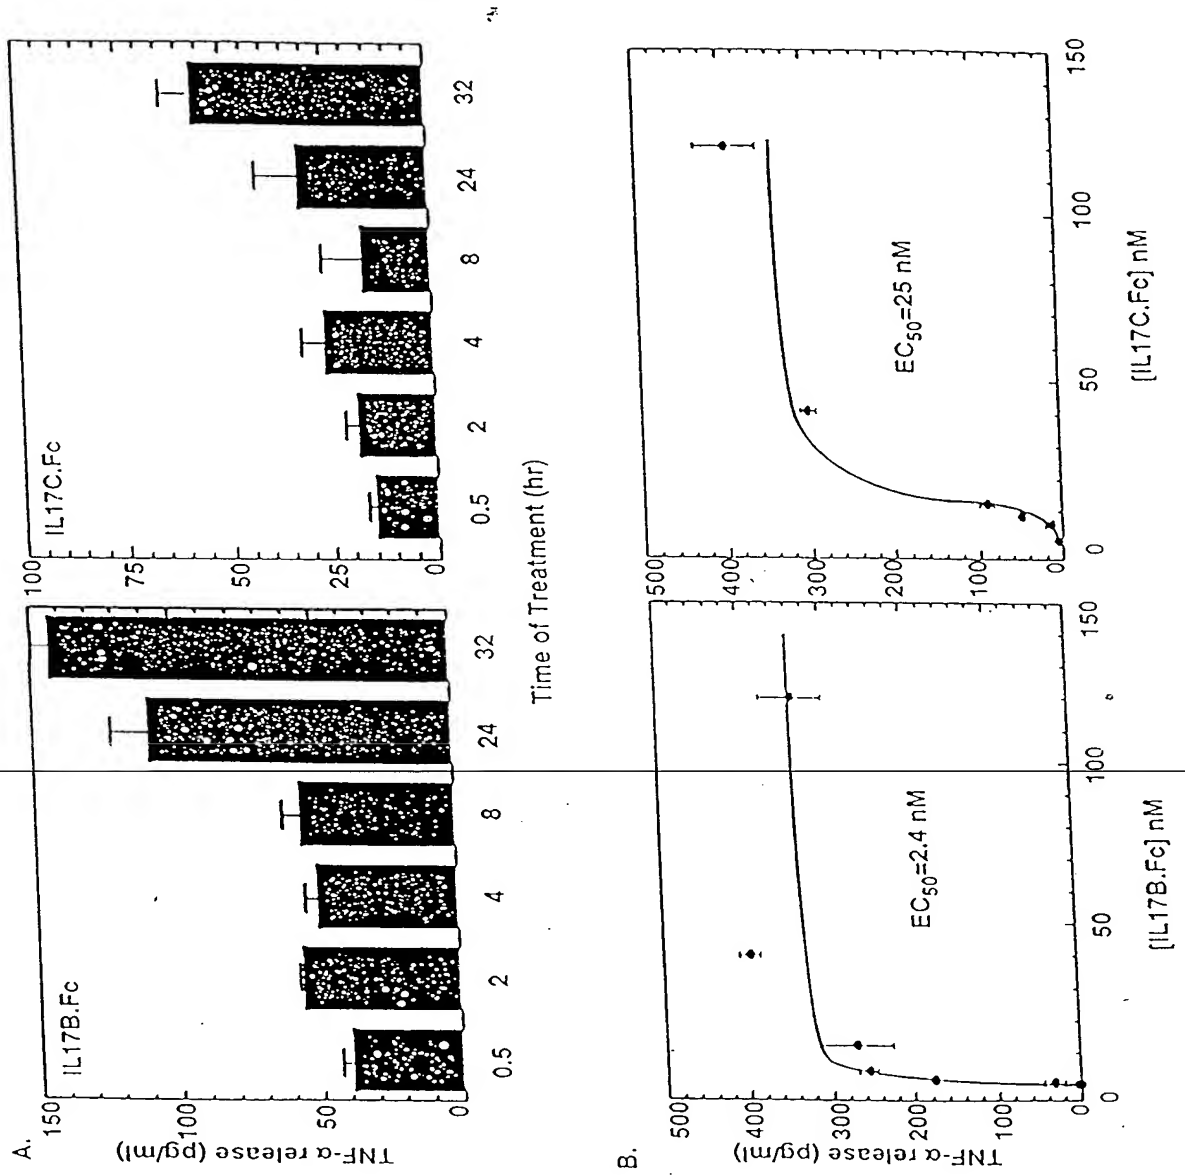 A.
TNF-α release (pg/ml)
150
100
50
0
IL17B.Fc
0.5 2 4 8 24 32
100
75
50
25
0
IL17C.Fc
0.5 2 4 8 24 32
Time of Treatment (hr)
B.
TNF-α release (pg/ml)
500
400
300
200
100
0
EC50=2.4 nM
0 50 100 150
[IL17B.Fc] nM
500
400
300
200
100
0
EC50=25 nM
0 50 100 150
[IL17C.Fc] nM